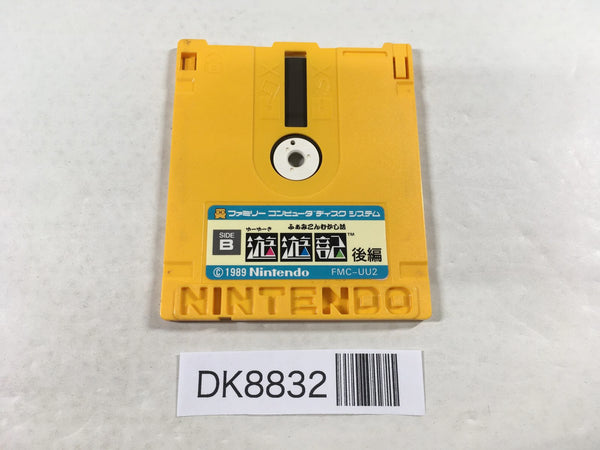 ファミリー コンピュータ ディスク システム
SIDE B
ふぁみこんむかし話
ゆーゆーき
遊遊記™ 後編
© 1989 Nintendo FMC-UU2
NINTENDO
DK8832